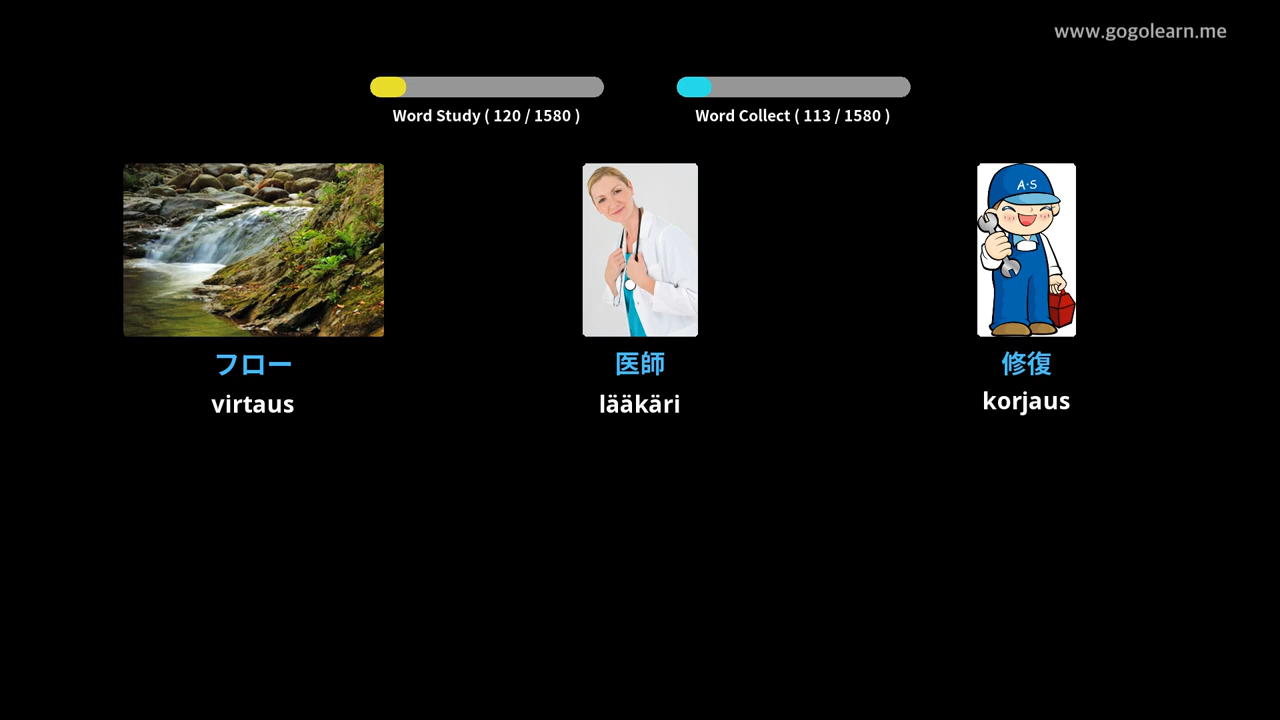 www.gogolearn.me
Word Study ( 120 / 1580 )
Word Collect ( 113 / 1580 )
A·S
フロー
医師
修復
virtaus
lääkäri
korjaus